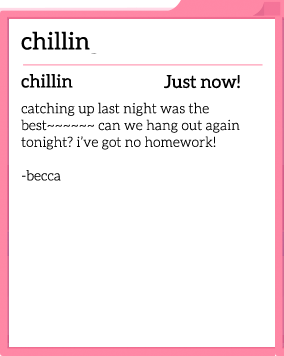 chillin
chillin Just now!
catching up last night was the
best~~~~~~ can we hang out again
tonight? i've got no homework!
-becca